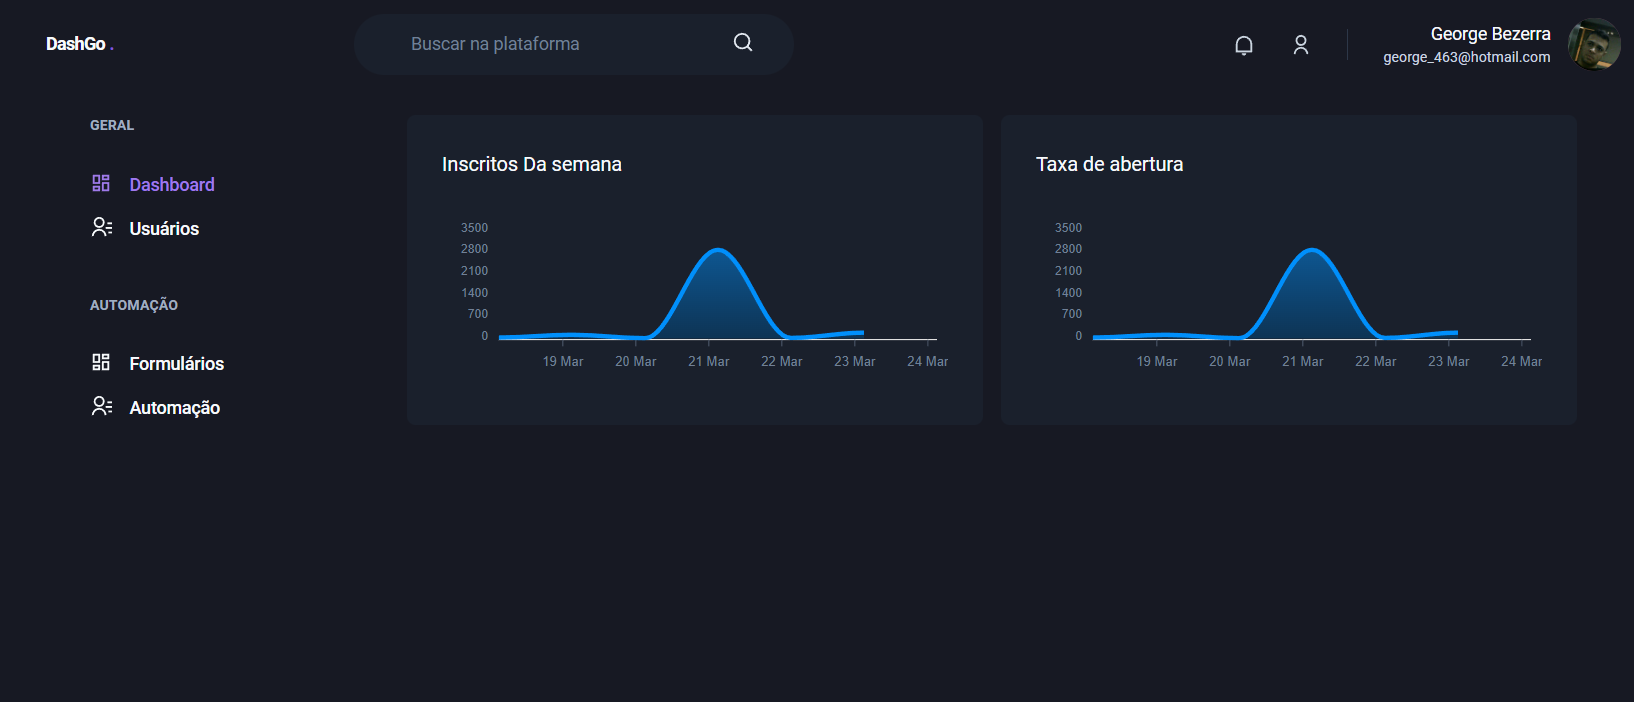 DashGo .
Buscar na plataforma
George Bezerra
george_463@hotmail.com
GERAL
Dashboard
Usuários
AUTOMAÇÃO
Formulários
Automação
Inscritos Da semana
3500
2800
2100
1400
700
0
19 Mar 20 Mar 21 Mar 22 Mar 23 Mar 24 Mar
Taxa de abertura
3500
2800
2100
1400
700
0
19 Mar 20 Mar 21 Mar 22 Mar 23 Mar 24 Mar